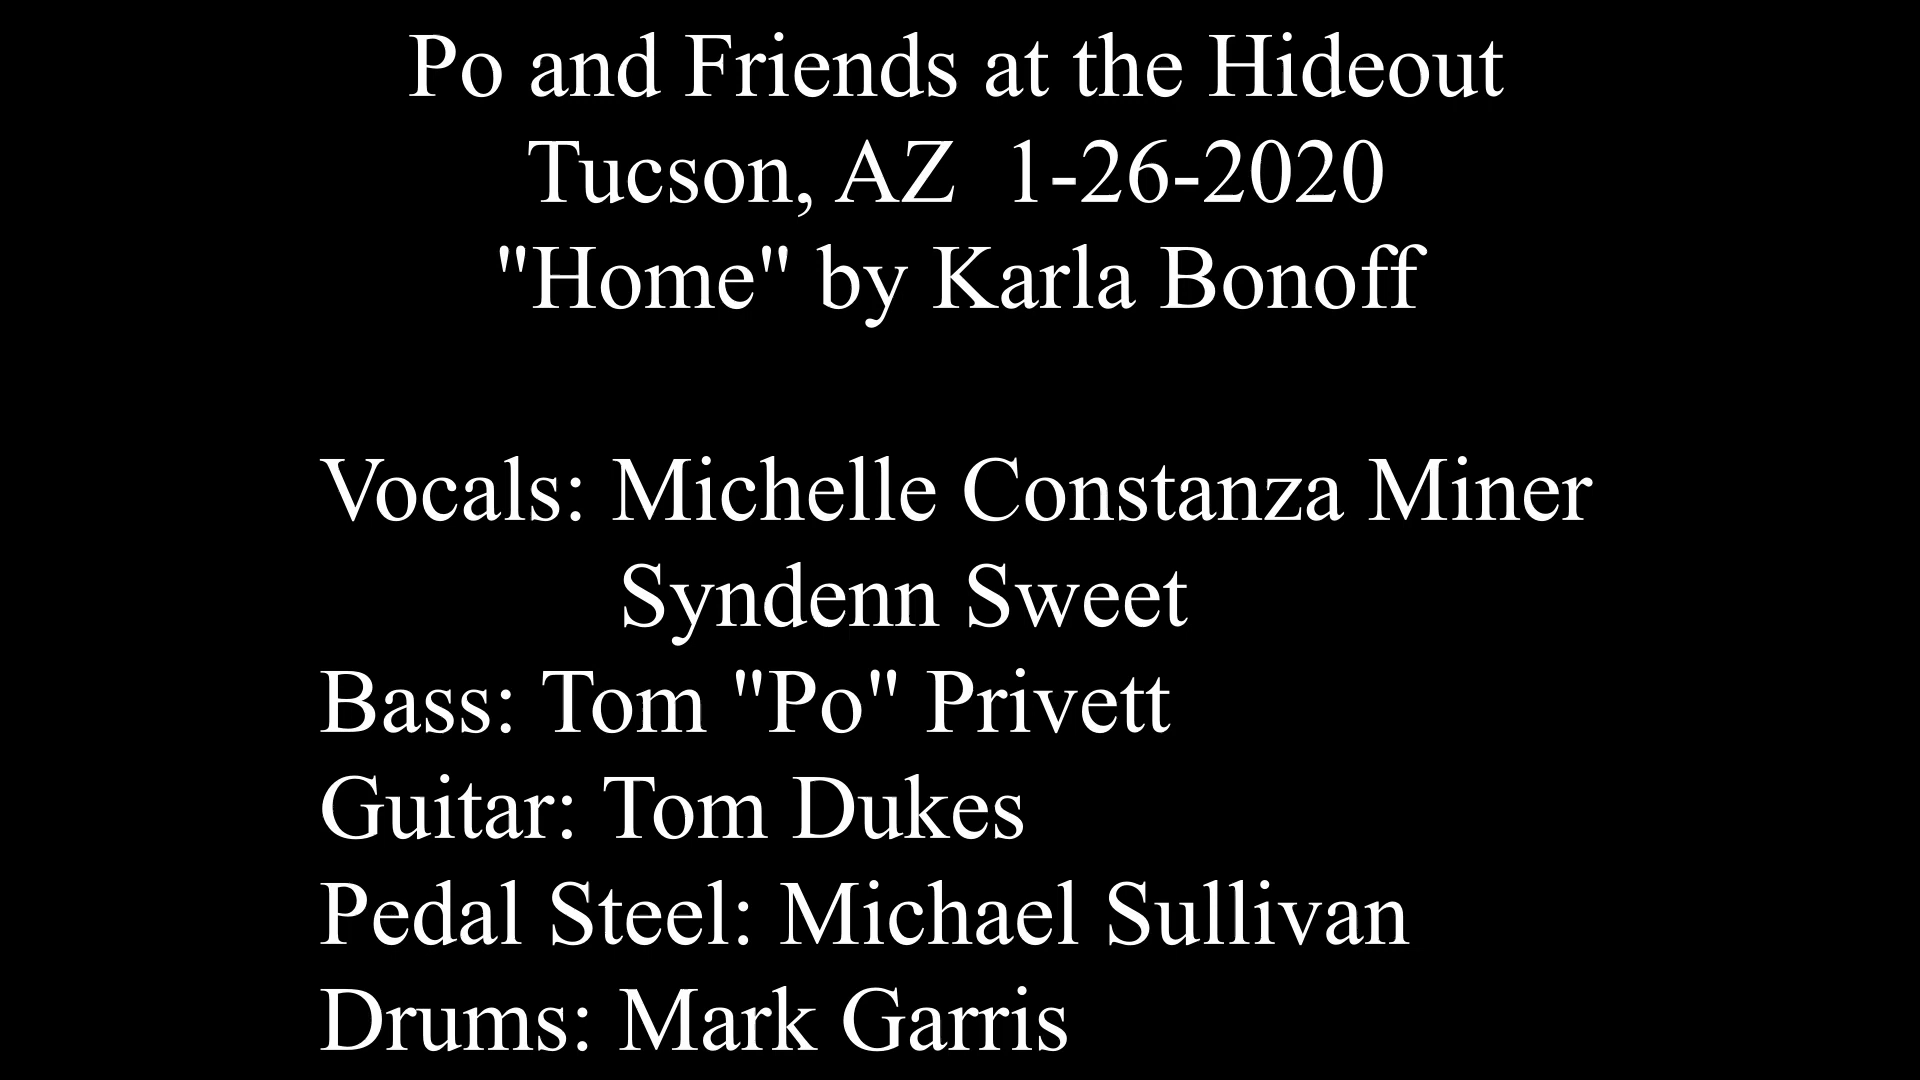 Po and Friends at the Hideout
Tucson, AZ  1-26-2020
"Home" by Karla Bonoff
Vocals: Michelle Constanza Miner
Syndenn Sweet
Bass: Tom "Po" Privett
Guitar: Tom Dukes
Pedal Steel: Michael Sullivan
Drums: Mark Garris